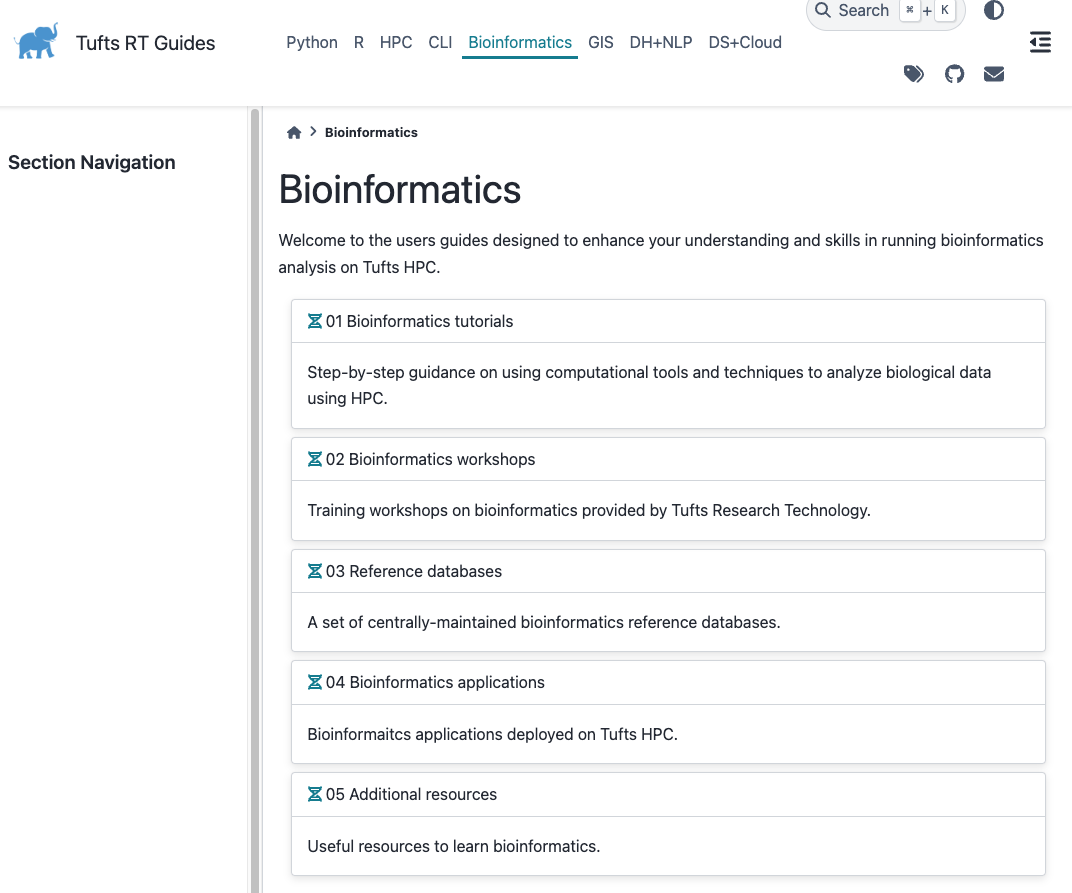 Tufts RT Guides
Python R HPC CLI Bioinformatics GIS DH+NLP DS+Cloud
Search ⌘ + K
Section Navigation
Bioinformatics
Bioinformatics
Welcome to the users guides designed to enhance your understanding and skills in running bioinformatics
analysis on Tufts HPC.
01 Bioinformatics tutorials
Step-by-step guidance on using computational tools and techniques to analyze biological data
using HPC.
02 Bioinformatics workshops
Training workshops on bioinformatics provided by Tufts Research Technology.
03 Reference databases
A set of centrally-maintained bioinformatics reference databases.
04 Bioinformatics applications
Bioinformaitcs applications deployed on Tufts HPC.
05 Additional resources
Useful resources to learn bioinformatics.